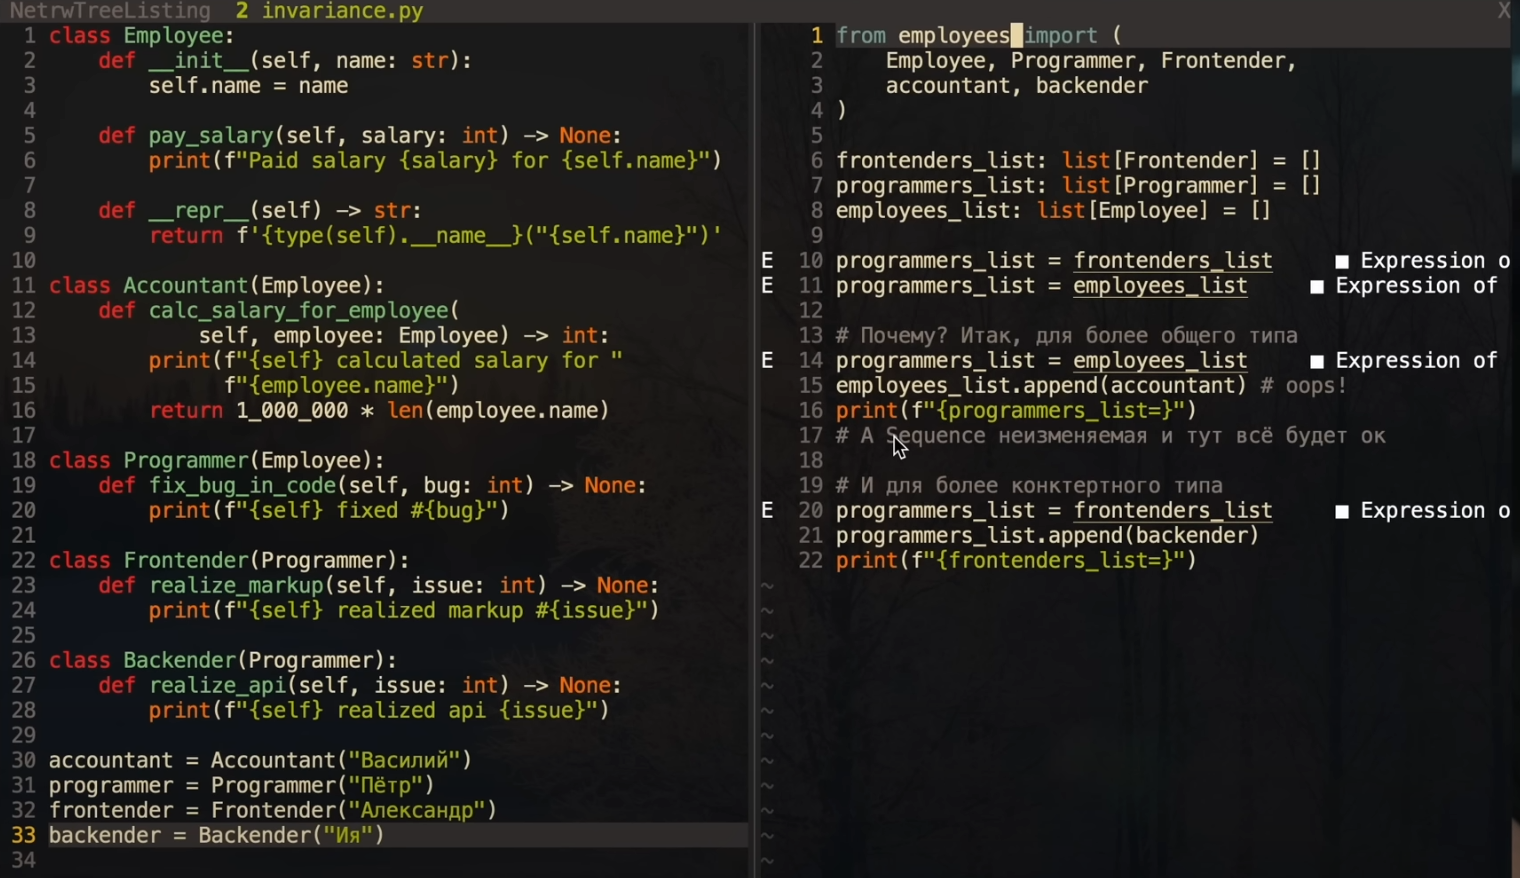 NetrwTreeListing 2 invariance.py X
1 class Employee:
2 def __init__(self, name: str):
3 self.name = name
4
5 def pay_salary(self, salary: int) -> None:
6 print(f"Paid salary {salary} for {self.name}")
7
8 def __repr__(self) -> str:
9 return f'{type(self).__name__}("{self.name}")'
10
11 class Accountant(Employee):
12 def calc_salary_for_employee(
13 self, employee: Employee) -> int:
14 print(f"{self} calculated salary for "
15 f"{employee.name}")
16 return 1_000_000 * len(employee.name)
17
18 class Programmer(Employee):
19 def fix_bug_in_code(self, bug: int) -> None:
20 print(f"{self} fixed #{bug}")
21
22 class Frontender(Programmer):
23 def realize_markup(self, issue: int) -> None:
24 print(f"{self} realized markup #{issue}")
25
26 class Backender(Programmer):
27 def realize_api(self, issue: int) -> None:
28 print(f"{self} realized api {issue}")
29
30 accountant = Accountant("Василий")
31 programmer = Programmer("Пётр")
32 frontender = Frontender("Александр")
33 backender = Backender("Ия")
34
1 from employees import (
2 Employee, Programmer, Frontender,
3 accountant, backender
4 )
5
6 frontenders_list: list[Frontender] = []
7 programmers_list: list[Programmer] = []
8 employees_list: list[Employee] = []
9
E 10 programmers_list = frontenders_list ■ Expression o
E 11 programmers_list = employees_list ■ Expression of
12
13 # Почему? Итак, для более общего типа
E 14 programmers_list = employees_list ■ Expression of
15 employees_list.append(accountant) # oops!
16 print(f"{programmers_list=}")
17 # А Sequence неизменяемая и тут всё будет ок
18
19 # И для более конктертного типа
E 20 programmers_list = frontenders_list ■ Expression o
21 programmers_list.append(backender)
22 print(f"{frontenders_list=}")
~
~
~
~
~
~
~
~
~
~
~
~